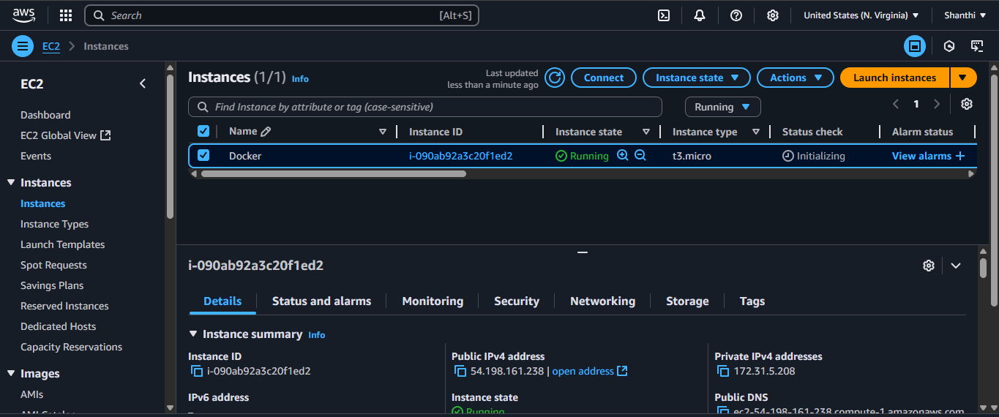 aws
Search [Alt+S]
United States (N. Virginia)
Shanthi
EC2 Instances
EC2
Dashboard
EC2 Global View
Events
Instances
Instances
Instance Types
Launch Templates
Spot Requests
Savings Plans
Reserved Instances
Dedicated Hosts
Capacity Reservations
Images
AMIs
AMI Catalog
Instances (1/1) Info
Last updated
less than a minute ago
Connect
Instance state
Actions
Launch instances
Find Instance by attribute or tag (case-sensitive)
Running
1
Name Instance ID Instance state Instance type Status check Alarm status
Docker i-090ab92a3c20f1ed2 Running t3.micro Initializing View alarms +
i-090ab92a3c20f1ed2
Details Status and alarms Monitoring Security Networking Storage Tags
Instance summary Info
Instance ID
i-090ab92a3c20f1ed2
Public IPv4 address
54.198.161.238 | open address
Private IPv4 addresses
172.31.5.208
IPv6 address
-
Instance state
Running
Public DNS
ec2-54-198-161-238.compute-1.amazonaws.com